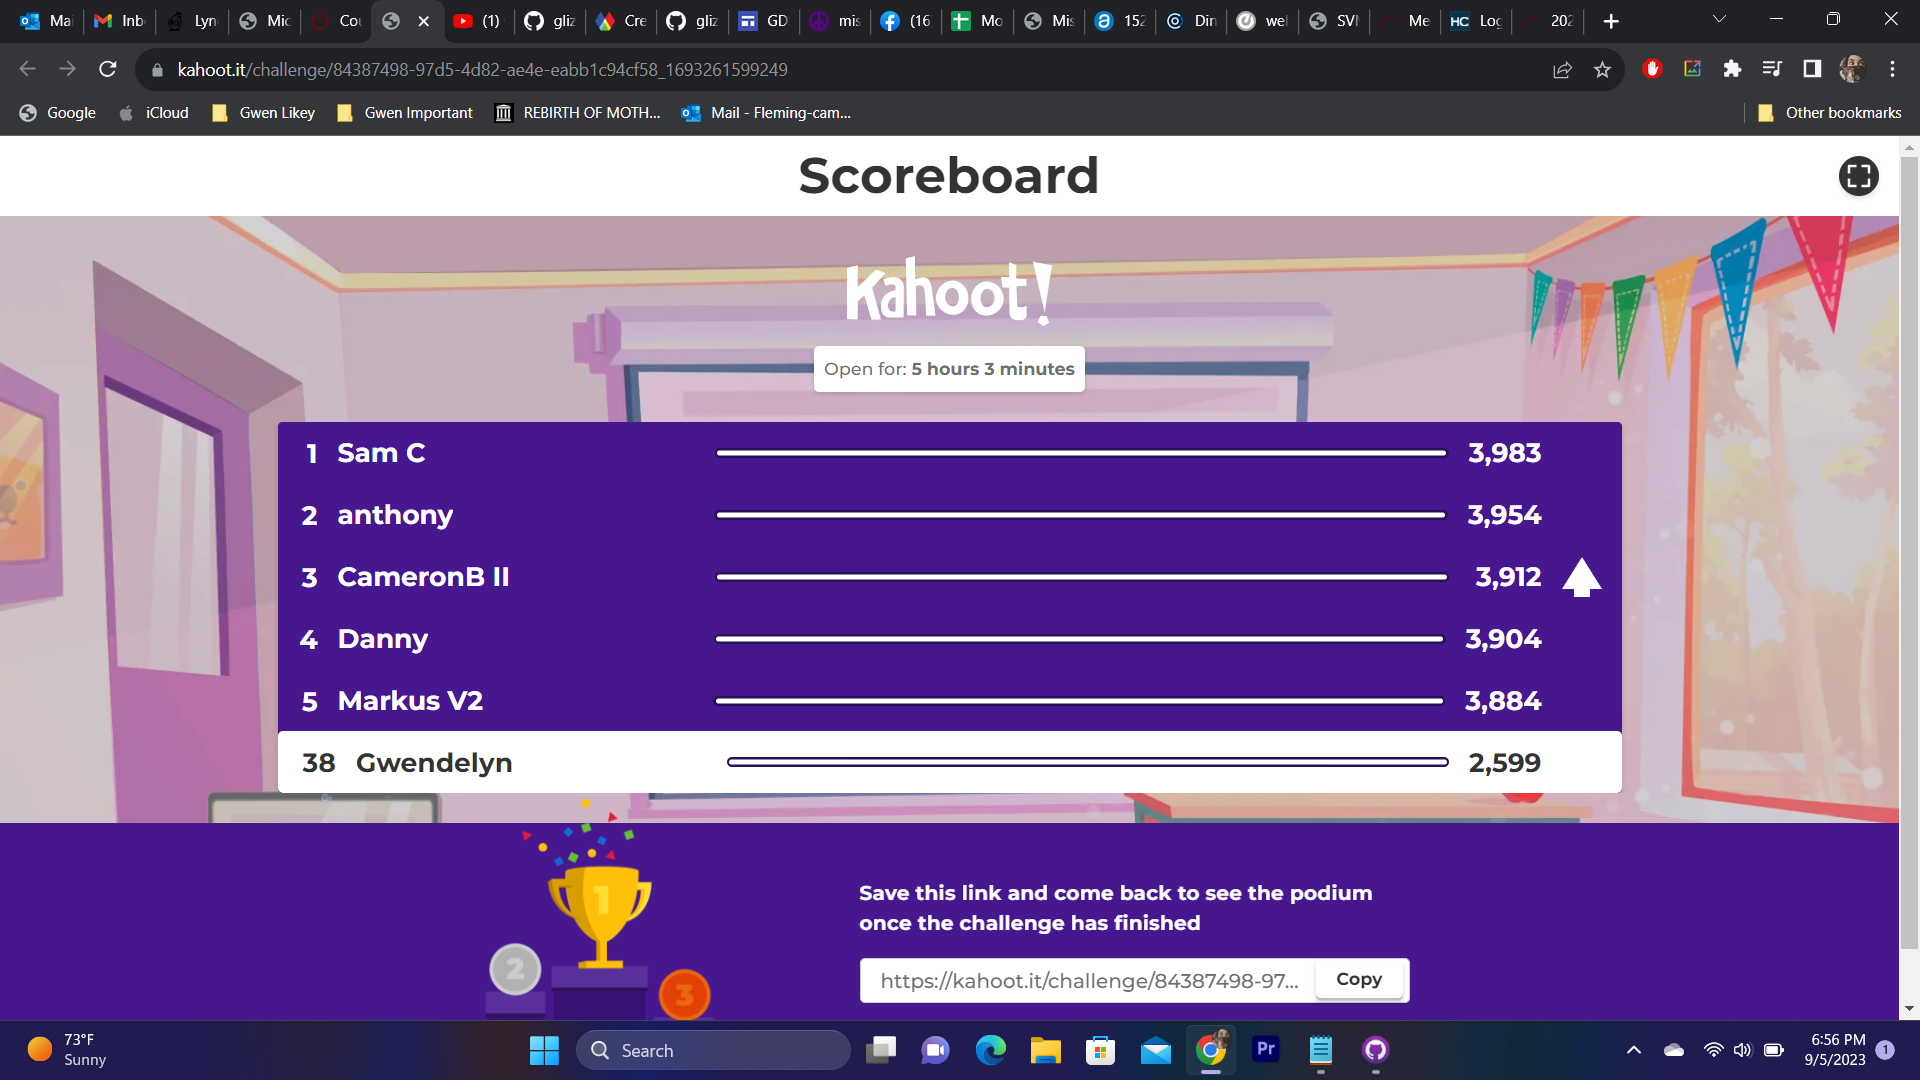 Mai
Inb
Lyn
Mic
Cou
(1)
gliz
Cre
gliz
GD
mis
(16
Mo
Mis
152
Din
wel
SVN
Me
HC Log
202
kahoot.it/challenge/84387498-97d5-4d82-ae4e-eabb1c94cf58_1693261599249
Google
iCloud
Gwen Likey
Gwen Important
REBIRTH OF MOTH...
Mail - Fleming-cam...
Other bookmarks
Scoreboard
Kahoot!
Open for: 5 hours 3 minutes
1 Sam C 3,983
2 anthony 3,954
3 CameronB II 3,912
4 Danny 3,904
5 Markus V2 3,884
38 Gwendelyn 2,599
1
2
3
Save this link and come back to see the podium
once the challenge has finished
https://kahoot.it/challenge/84387498-97... Copy
73°F
Sunny
Search
Pr
6:56 PM
9/5/2023
1